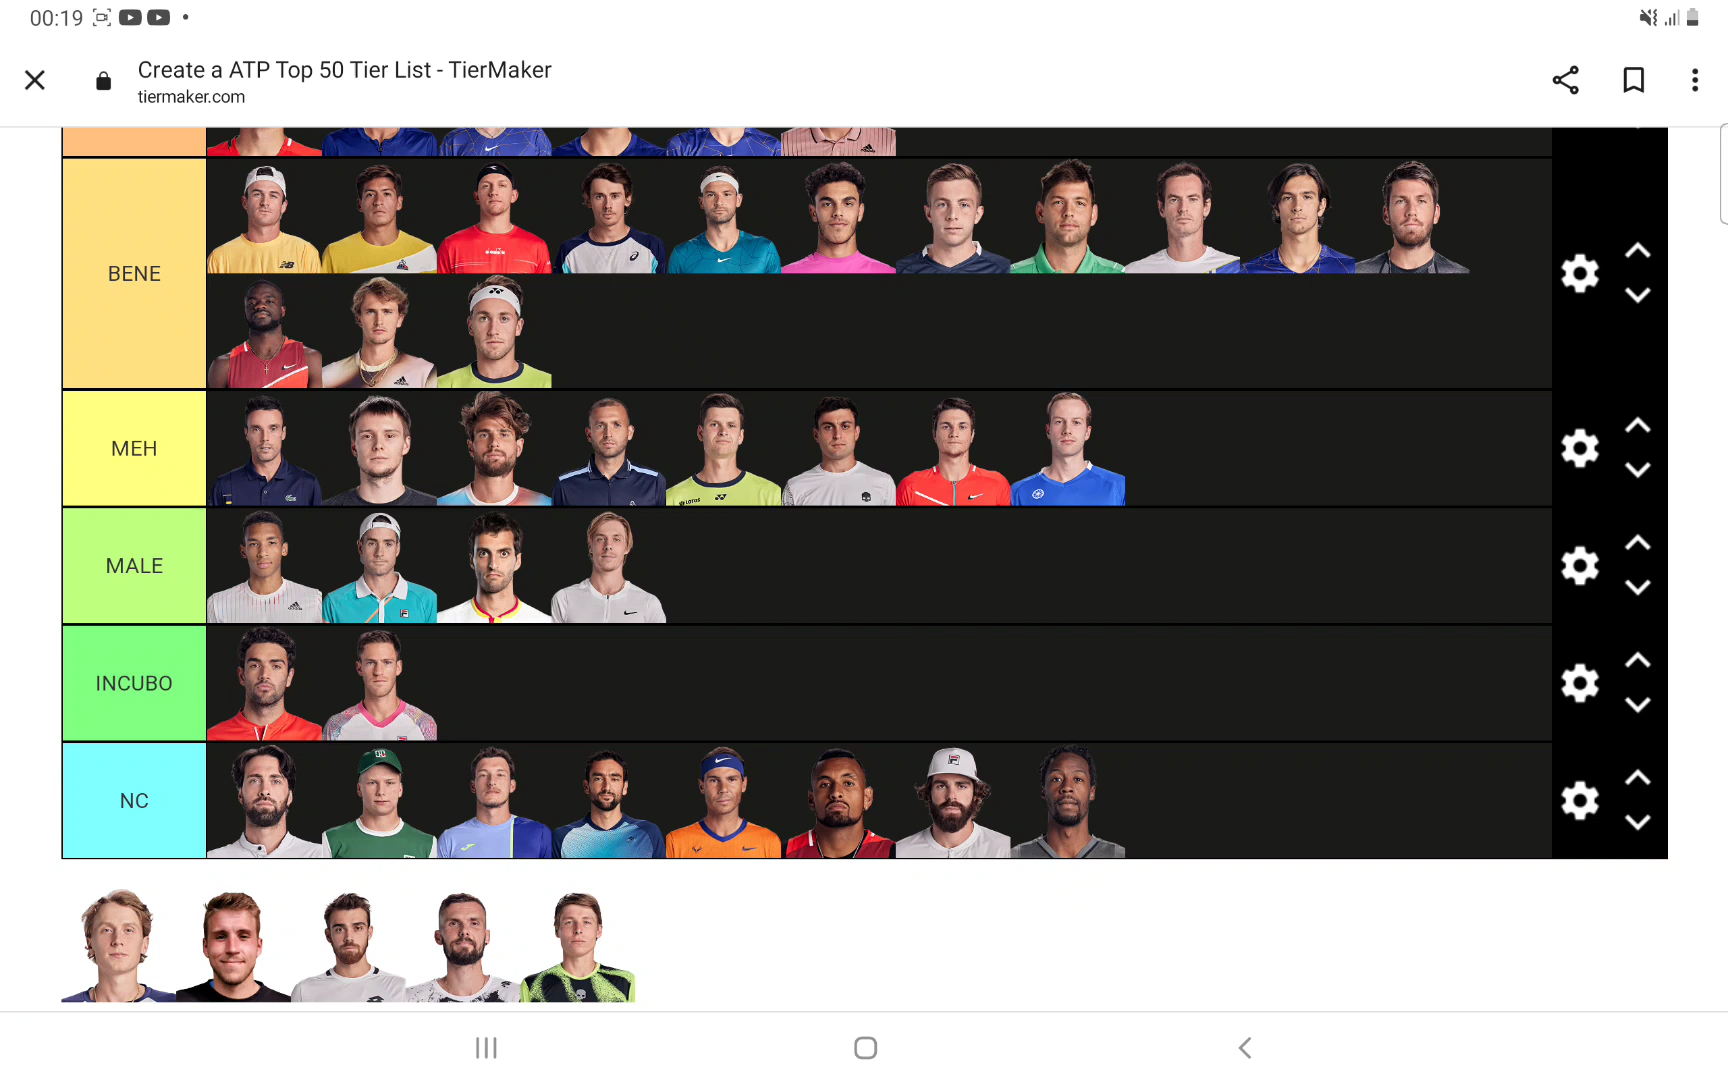 00:19
Create a ATP Top 50 Tier List - TierMaker
tiermaker.com
BENE
MEH
MALE
INCUBO
NC